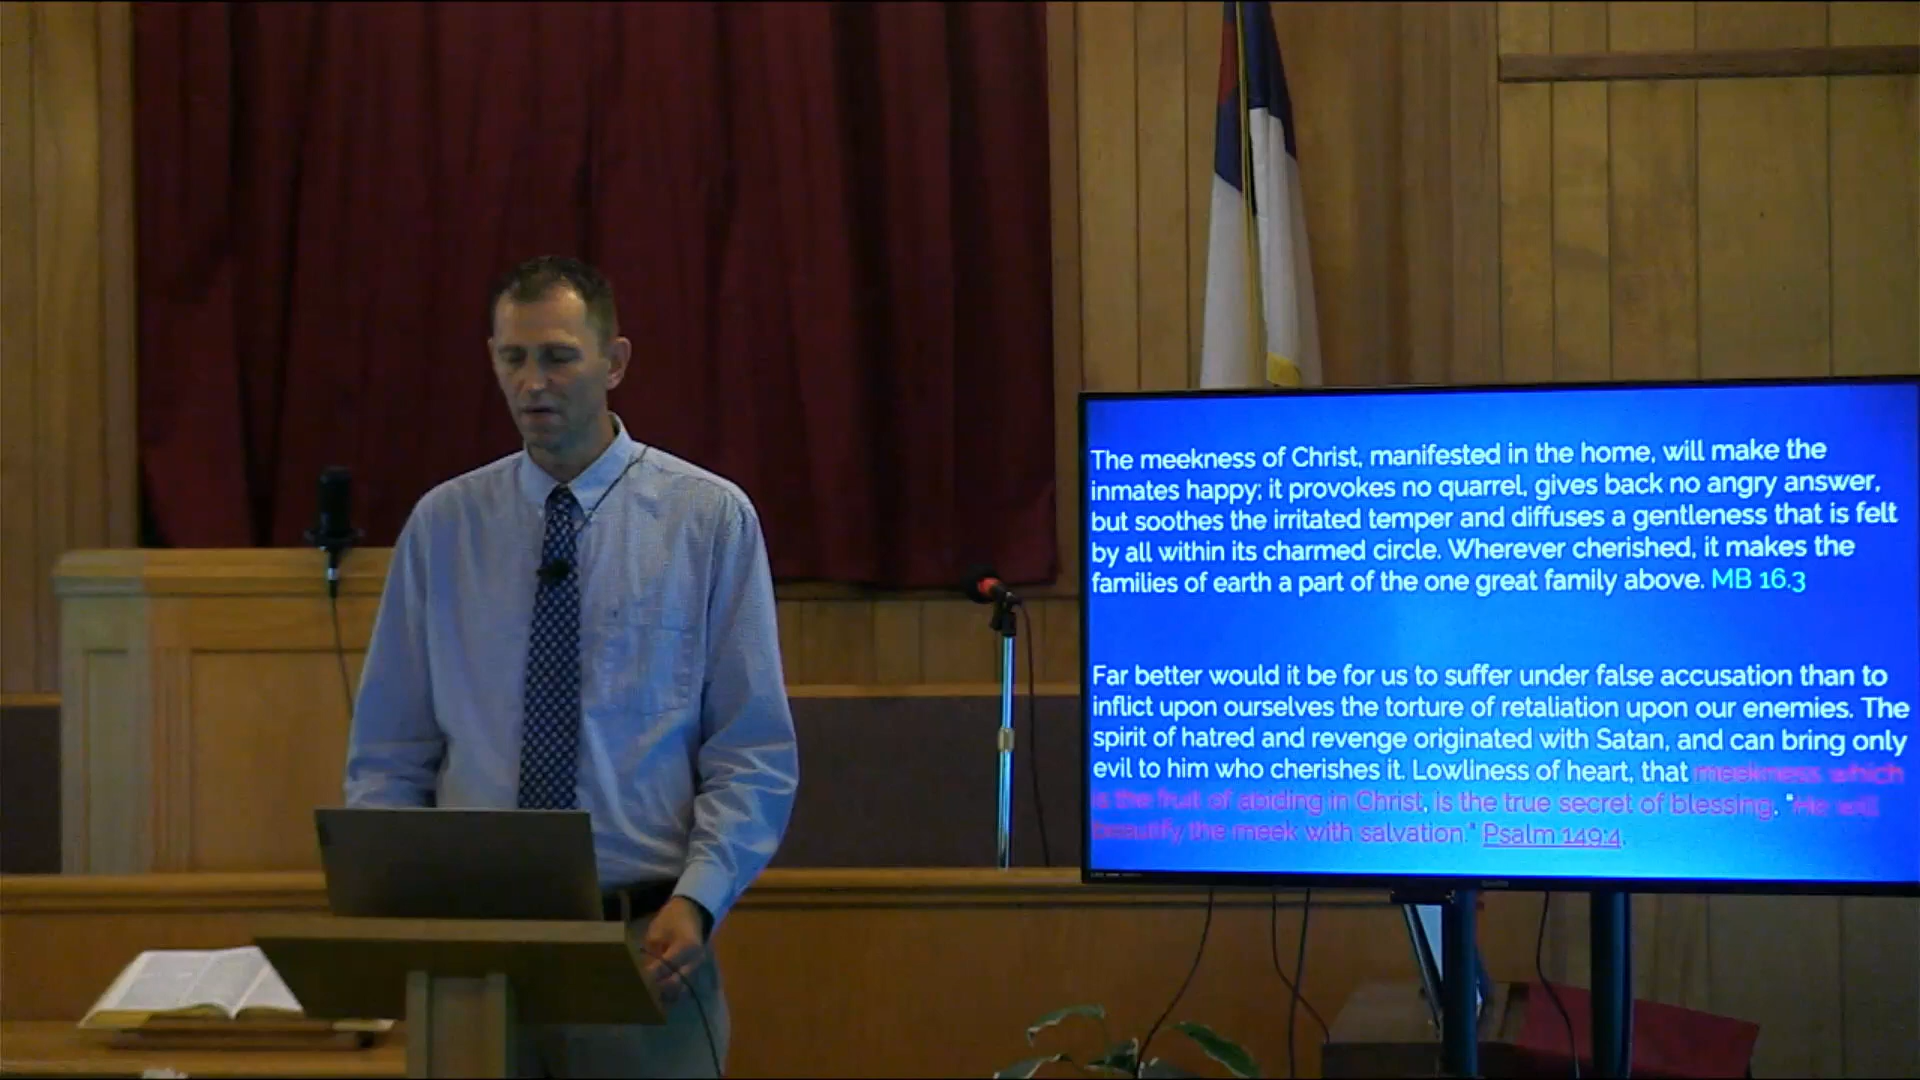 The meekness of Christ, manifested in the home, will make the
inmates happy; it provokes no quarrel, gives back no angry answer,
but soothes the irritated temper and diffuses a gentleness that is felt
by all within its charmed circle. Wherever cherished, it makes the
families of earth a part of the one great family above. MB 16.3
Far better would it be for us to suffer under false accusation than to
inflict upon ourselves the torture of retaliation upon our enemies. The
spirit of hatred and revenge originated with Satan, and can bring only
evil to him who cherishes it. Lowliness of heart, that meekness which
is the fruit of abiding in Christ, is the true secret of blessing. "He will
beautify the meek with salvation." Psalm 149:4.